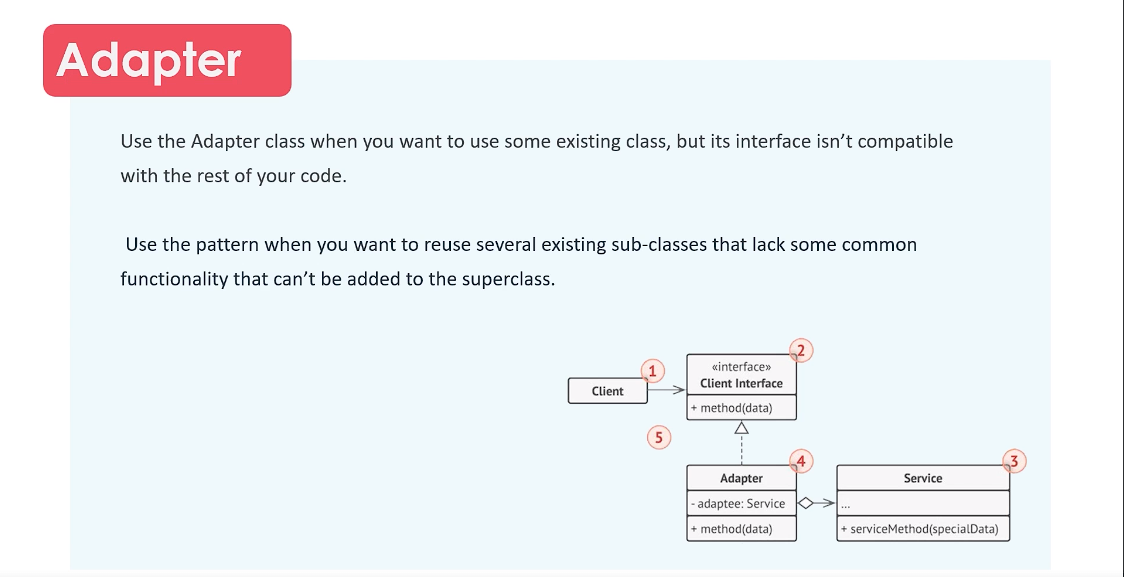 Adapter
Use the Adapter class when you want to use some existing class, but its interface isn’t compatible
with the rest of your code.
Use the pattern when you want to reuse several existing sub-classes that lack some common
functionality that can’t be added to the superclass.
2
1
«interface»
Client Interface
Client
+ method(data)
5
4
3
Adapter
Service
- adaptee: Service
...
+ method(data)
+ serviceMethod(specialData)